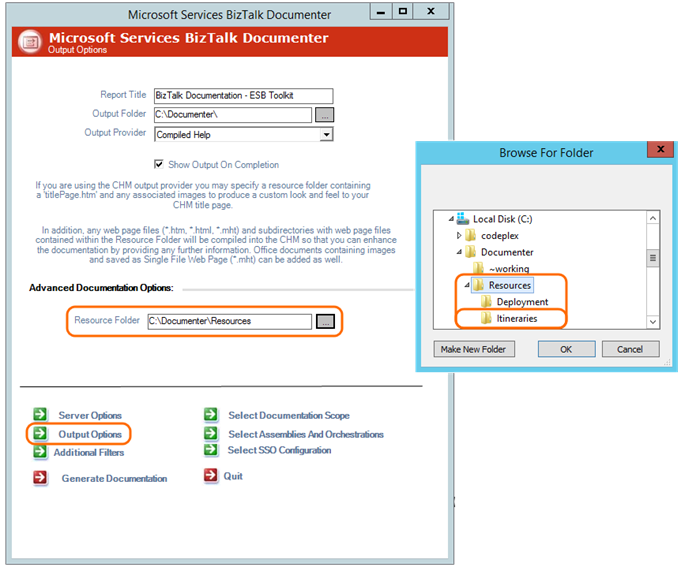 Microsoft Services BizTalk Documenter
Microsoft Services BizTalk Documenter
Output Options
Report Title BizTalk Documentation - ESB Toolkit
Output Folder C:\Documenter\ ...
Output Provider Compiled Help
Show Output On Completion
If you are using the CHM output provider you may specify a resource folder containing
a 'titlePage.htm' and any associated images to produce a custom look and feel to your
CHM title page.
In addition, any web page files (*.htm, *.html, *.mht) and subdirectories with web page files
contained within the Resource Folder will be compiled into the CHM so that you can enhance
the documentation by providing any further information. Office documents containing images
and saved as Single File Web Page (*.mht) can be added as well.
Advanced Documentation Options:
Resource Folder C:\Documenter\Resources ...
Server Options
Output Options
Additional Filters
Generate Documentation
Select Documentation Scope
Select Assemblies And Orchestrations
Select SSO Configuration
Quit
Browse For Folder
Local Disk (C:)
codeplex
Documenter
~working
Resources
Deployment
Itineraries
Make New Folder OK Cancel